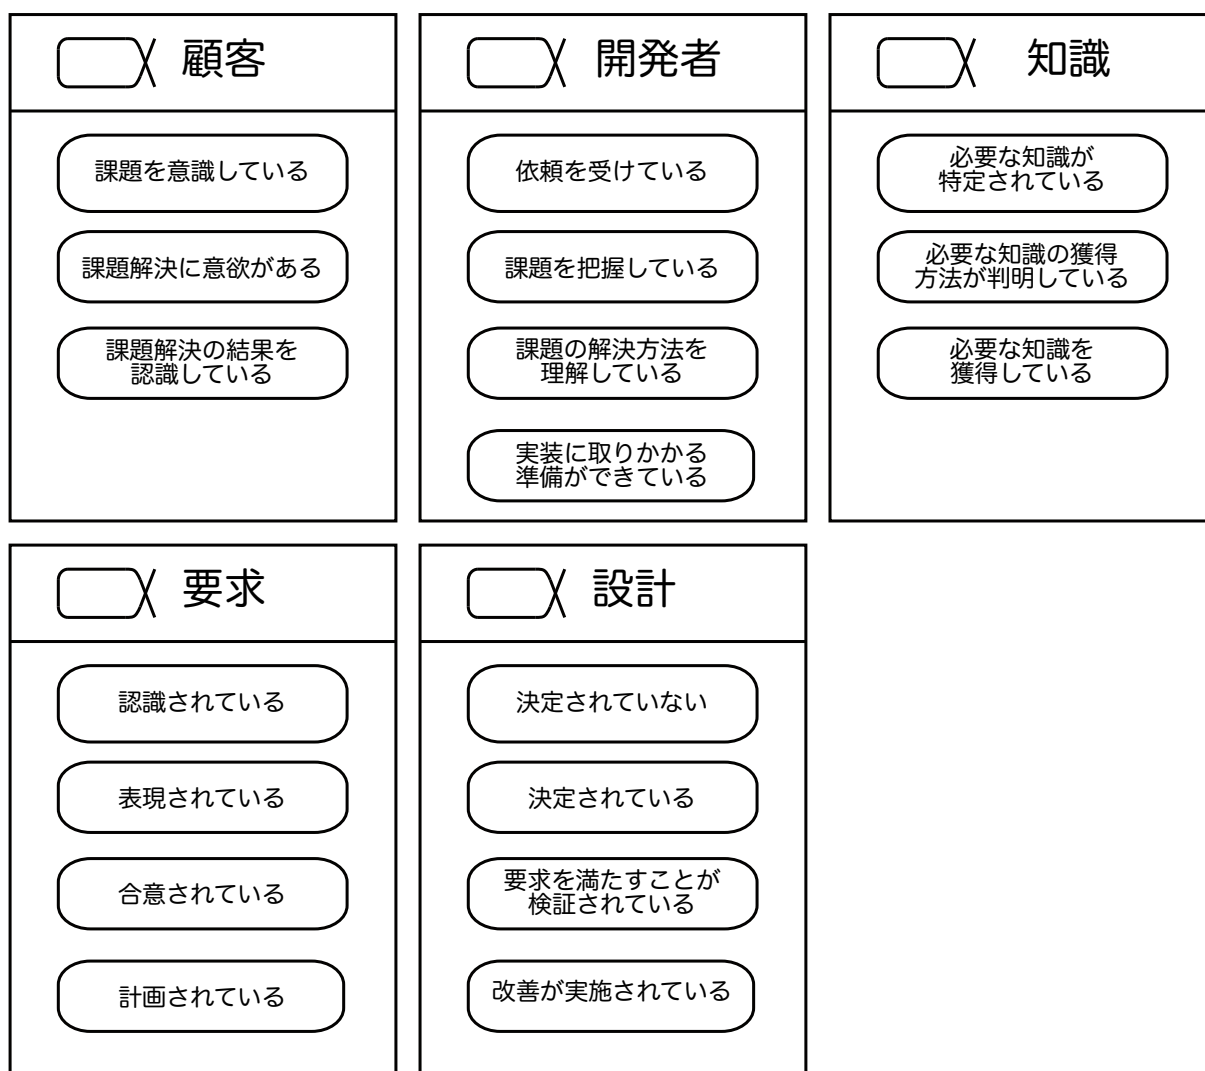 顧客
課題を意識している
課題解決に意欲がある
課題解決の結果を
認識している
開発者
依頼を受けている
課題を把握している
課題の解決方法を
理解している
実装に取りかかる
準備ができている
知識
必要な知識が
特定されている
必要な知識の獲得
方法が判明している
必要な知識を
獲得している
要求
認識されている
表現されている
合意されている
計画されている
設計
決定されていない
決定されている
要求を満たすことが
検証されている
改善が実施されている